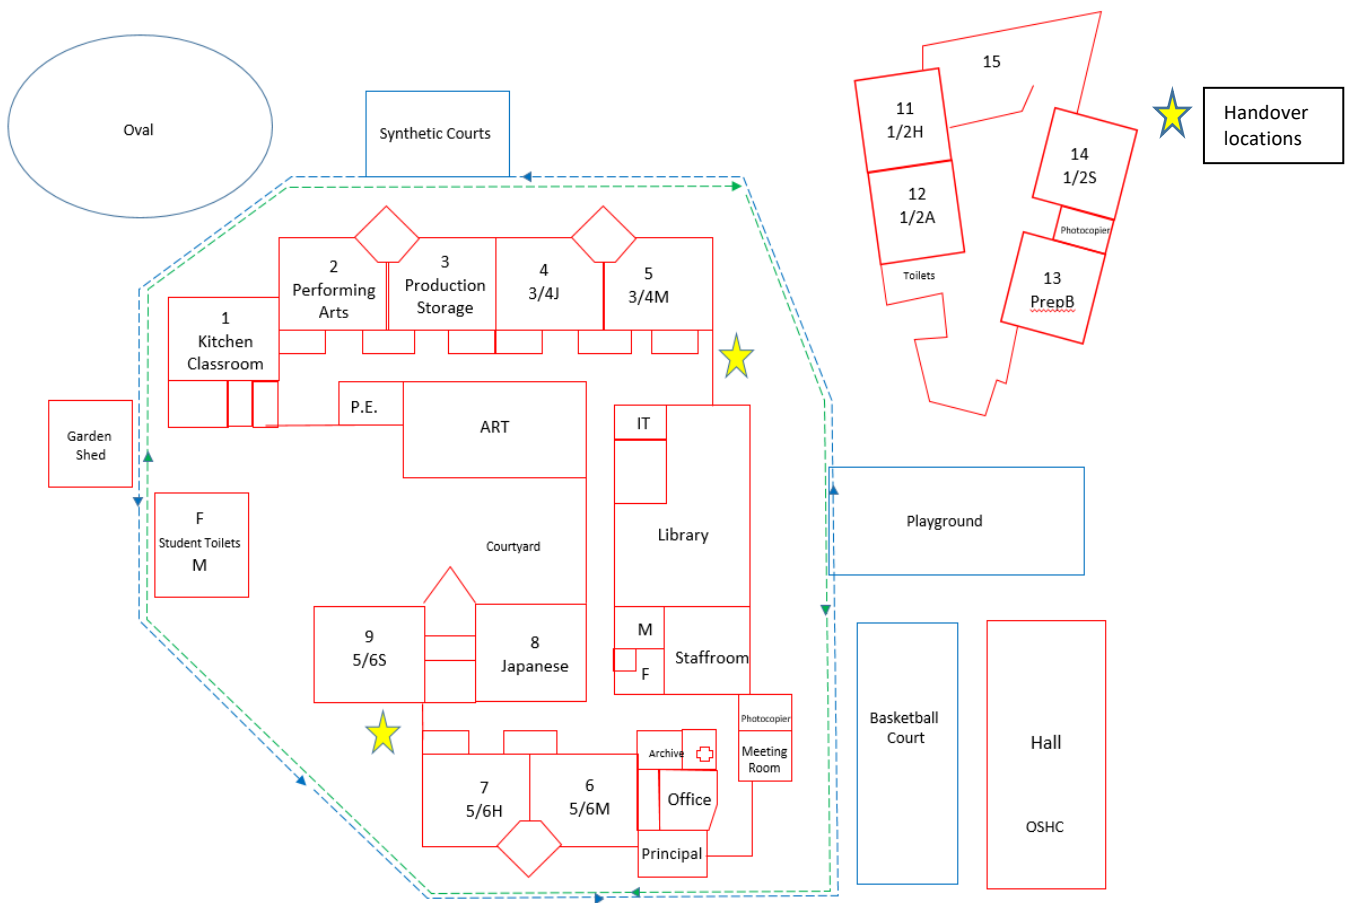 Oval
Synthetic Courts
15
11
1/2H
12
1/2A
Toilets
14
1/2S
Photocopier
13
PrepB
Handover
locations
1
Kitchen
Classroom
2
Performing
Arts
3
Production
Storage
4
3/4J
5
3/4M
P.E.
ART
IT
Garden
Shed
F
Student Toilets
M
Courtyard
Library
Playground
9
5/6S
8
Japanese
M
F
Staffroom
Photocopier
Meeting
Room
Archive
Office
Principal
7
5/6H
6
5/6M
Basketball
Court
Hall
OSHC